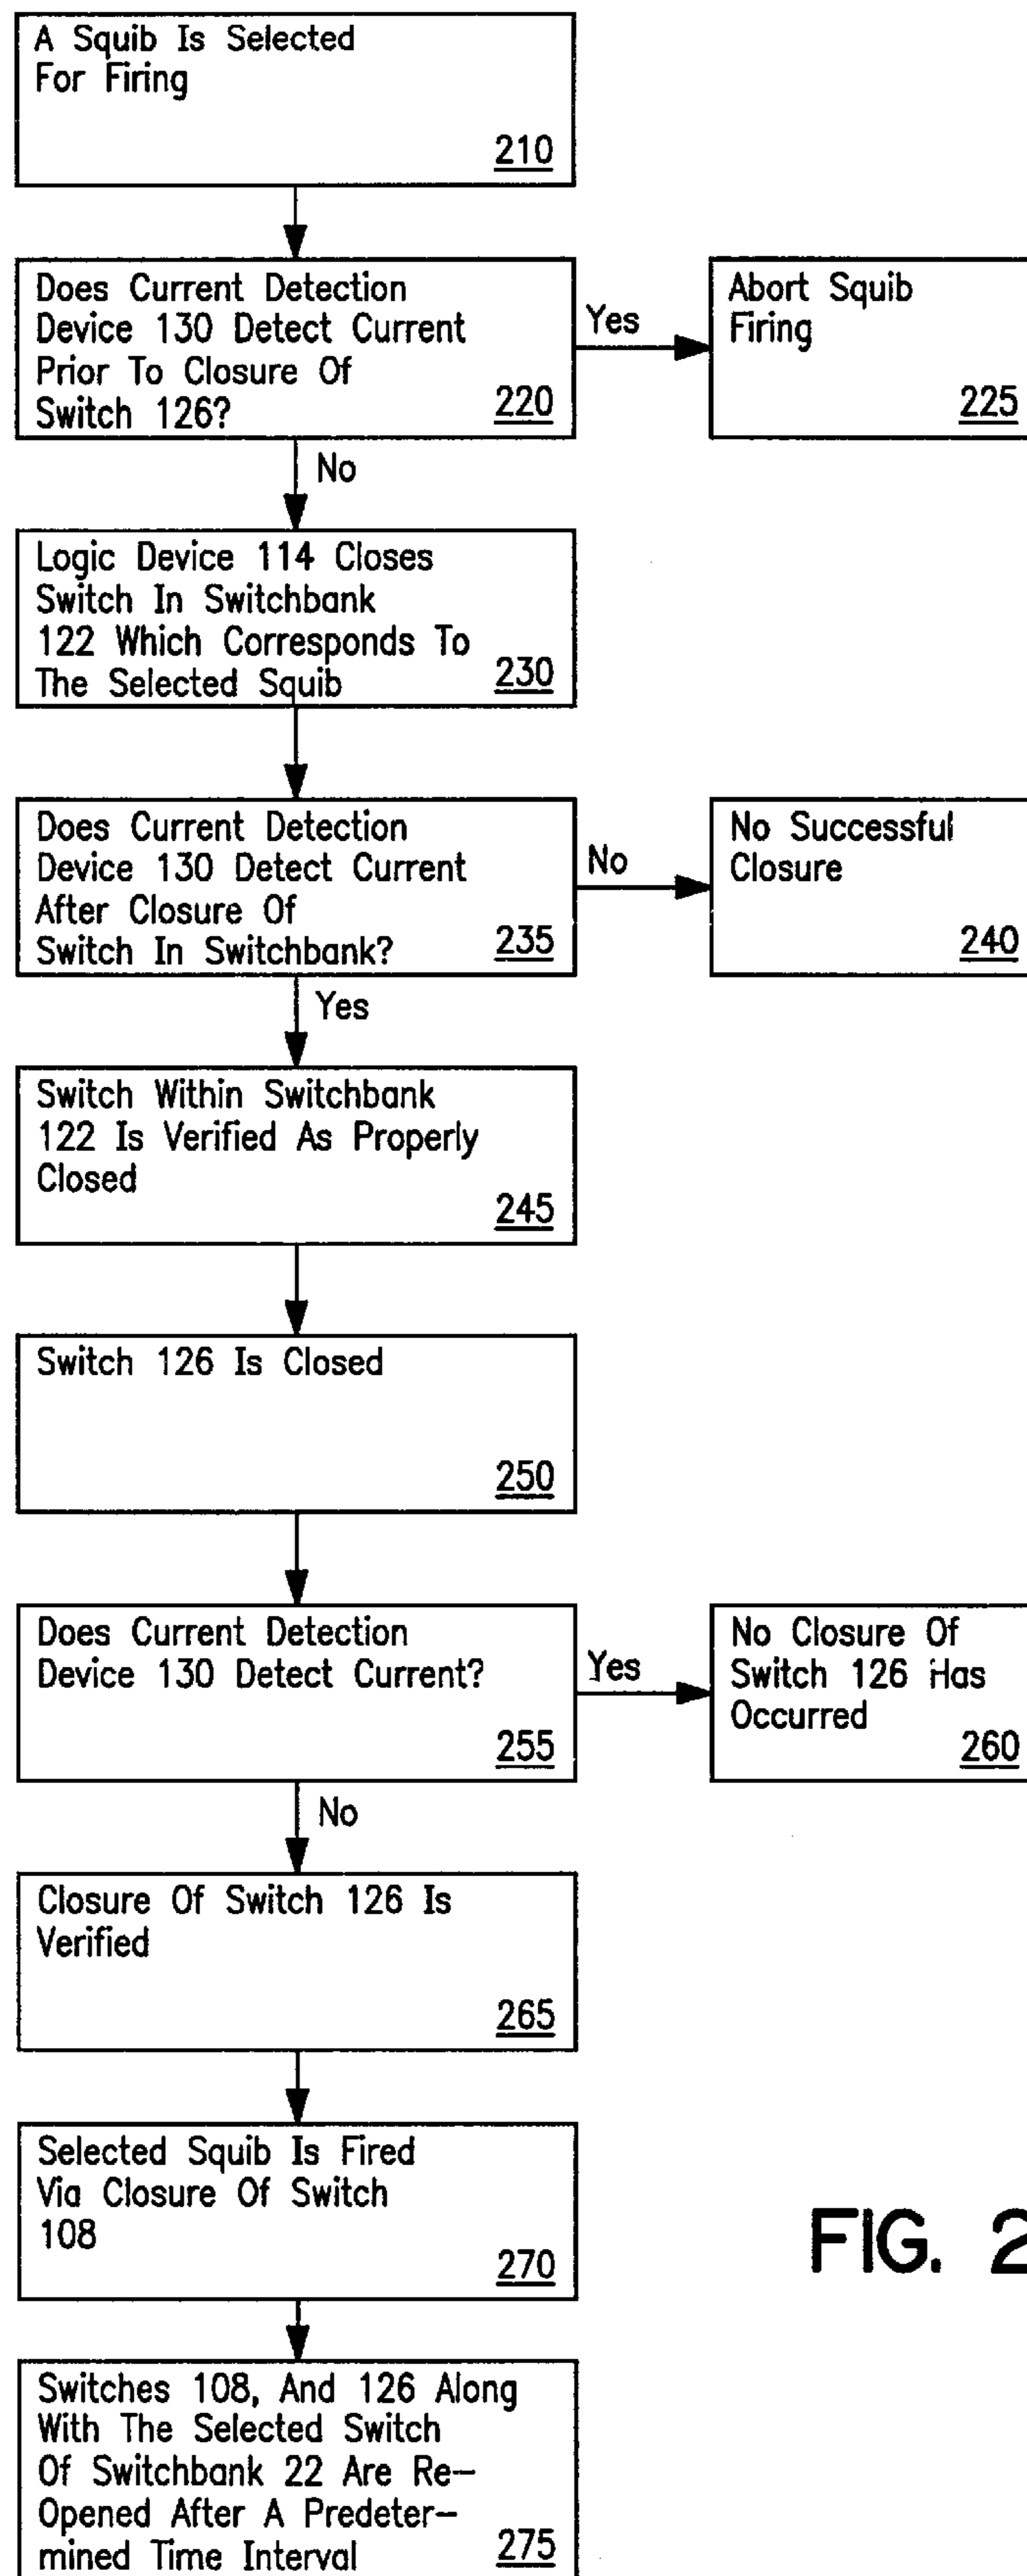 A Squib Is Selected
For Firing
210
Does Current Detection
Device 130 Detect Current
Prior To Closure Of
Switch 126?
220
Yes
Abort Squib
Firing
225
No
Logic Device 114 Closes
Switch In Switchbank
122 Which Corresponds To
The Selected Squib
230
Does Current Detection
Device 130 Detect Current
After Closure Of
Switch In Switchbank?
235
No
No Successful
Closure
240
Yes
Switch Within Switchbank
122 Is Verified As Properly
Closed
245
Switch 126 Is Closed
250
Does Current Detection
Device 130 Detect Current?
255
Yes
No Closure Of
Switch 126 Has
Occurred
260
No
Closure Of Switch 126 Is
Verified
265
Selected Squib Is Fired
Via Closure Of Switch
108
270
FIG. 2
Switches 108, And 126 Along
With The Selected Switch
Of Switchbank 22 Are Re-
Opened After A Predeter-
mined Time Interval
275